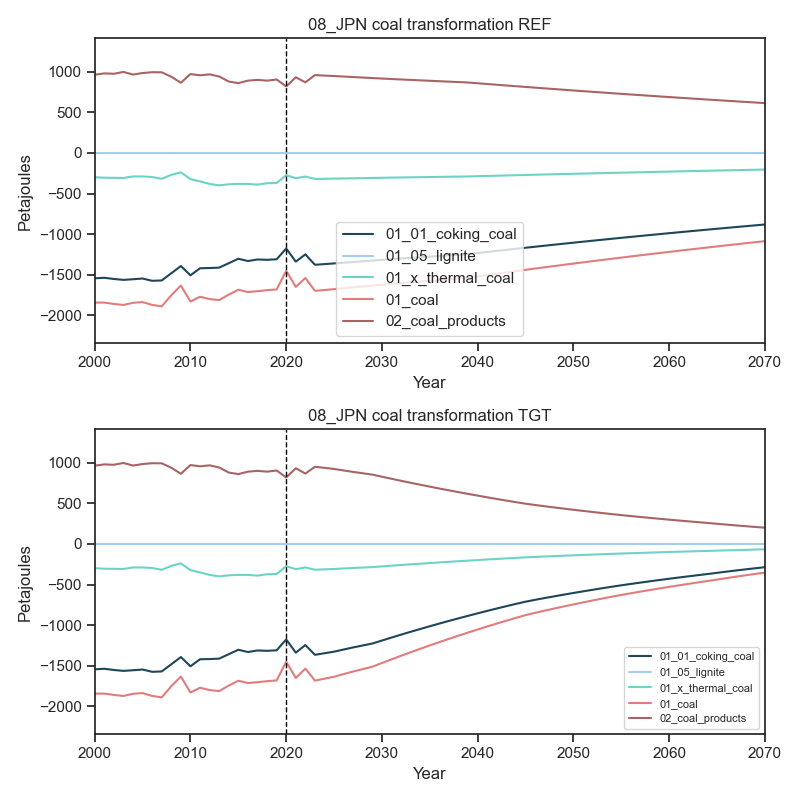 08_JPN coal transformation REF
1000
500
0
−500
−1000
−1500
−2000
Petajoules
01_01_coking_coal
01_05_lignite
01_x_thermal_coal
01_coal
02_coal_products
2000 2010 2020 2030 2040 2050 2060 2070
Year
08_JPN coal transformation TGT
1000
500
0
−500
−1000
−1500
−2000
Petajoules
01_01_coking_coal
01_05_lignite
01_x_thermal_coal
01_coal
02_coal_products
2000 2010 2020 2030 2040 2050 2060 2070
Year